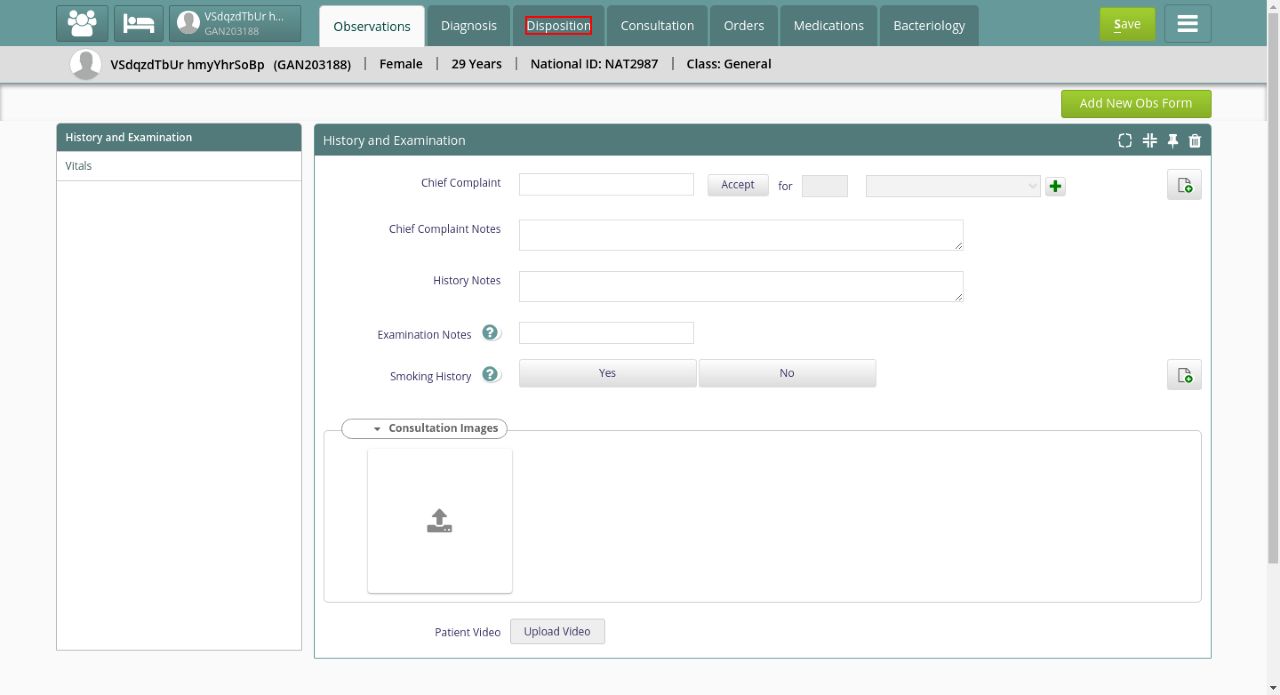 VSdqzdTbUr h...
GAN203188
Observations
Diagnosis
Disposition
Consultation
Orders
Medications
Bacteriology
Save
VSdqzdTbUr hmyYhrSoBp (GAN203188) | Female | 29 Years | National ID: NAT2987 | Class: General
Add New Obs Form
History and Examination
Vitals
History and Examination
Chief Complaint
Accept
for
Chief Complaint Notes
History Notes
Examination Notes
?
Smoking History
?
Yes
No
Consultation Images
Patient Video
Upload Video